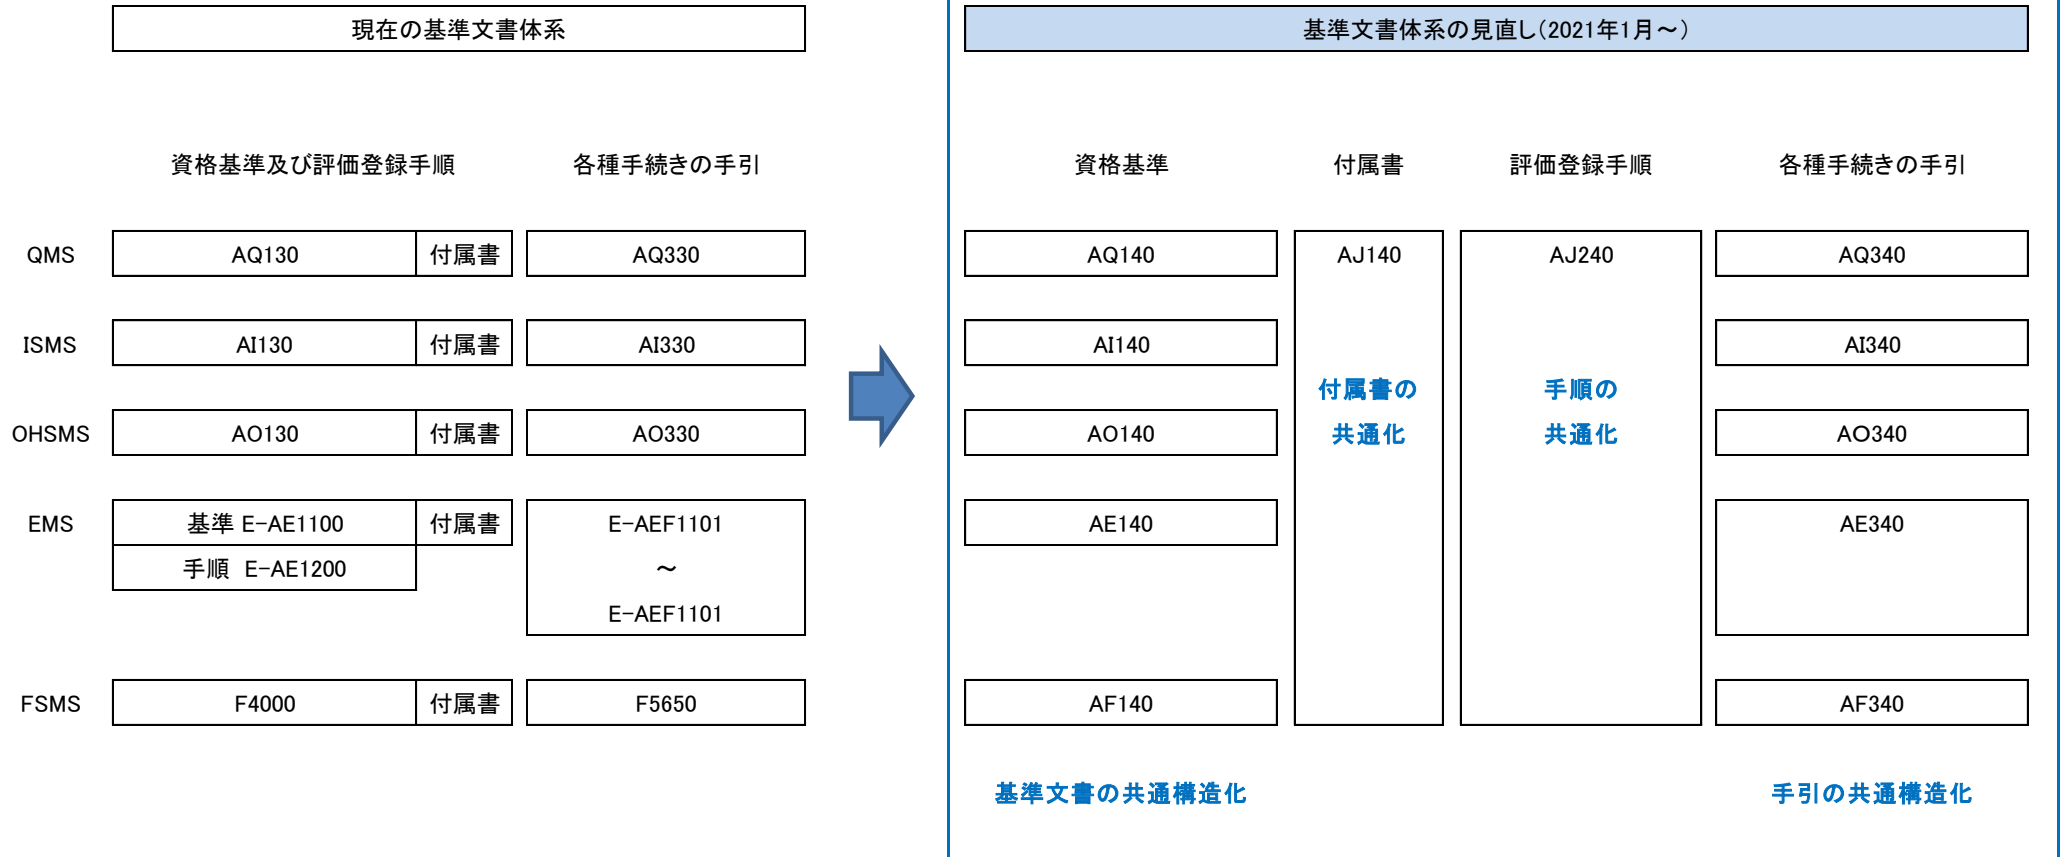 現在の基準文書体系
基準文書体系の見直し(2021年1月～)
資格基準及び評価登録手順 各種手続きの手引 資格基準 付属書 評価登録手順 各種手続きの手引
QMS AQ130 付属書 AQ330 AQ140 AJ140 AJ240 AQ340
ISMS AI130 付属書 AI330 AI140 AI340
付属書の 手順の
OHSMS AO130 付属書 AO330 AO140 共通化 共通化 AO340
EMS 基準 E-AE1100 付属書 E-AEF1101 AE140 AE340
手順 E-AE1200 ～
E-AEF1101
FSMS F4000 付属書 F5650 AF140 AF340
基準文書の共通構造化 手引の共通構造化